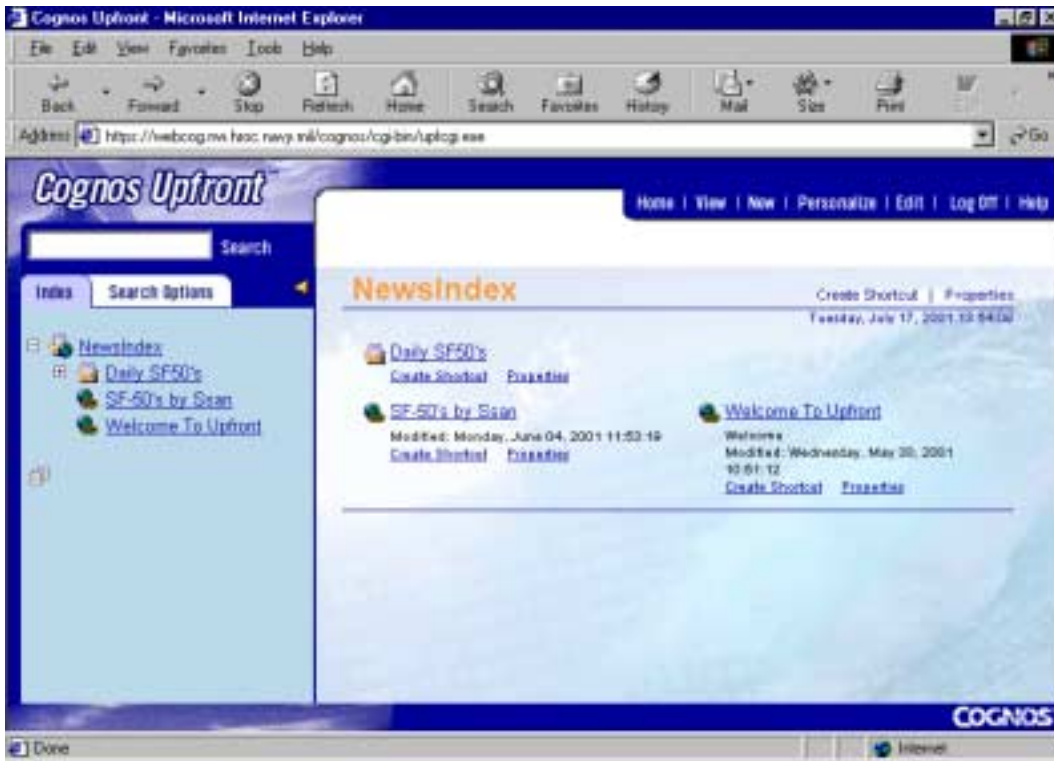 Cognos Upfront - Microsoft Internet Explorer
File Edit View Favorites Tools Help
Back Forward Stop Refresh Home Search Favorites History Mail Size Print
Address https://webcog.nw.hroc.navy.mil/cognos/cgi-bin/upfcgi.exe Go
Cognos Upfront
Home | View | New | Personalize | Edit | Log Off | Help
Search
Index Search Options
NewsIndex
Daily SF50's
SF-50's by Ssan
Welcome To Upfront
NewsIndex
Create Shortcut | Properties
Tuesday, July 17, 2001
Daily SF50's
Create Shortcut Properties
SF-50's by Ssan
Modified: Monday, June 04, 2001 11:53:19
Create Shortcut Properties
Welcome To Upfront
Welcome
Modified: Wednesday, May 30, 2001
10:51:12
Create Shortcut Properties
COGNOS
Done Internet